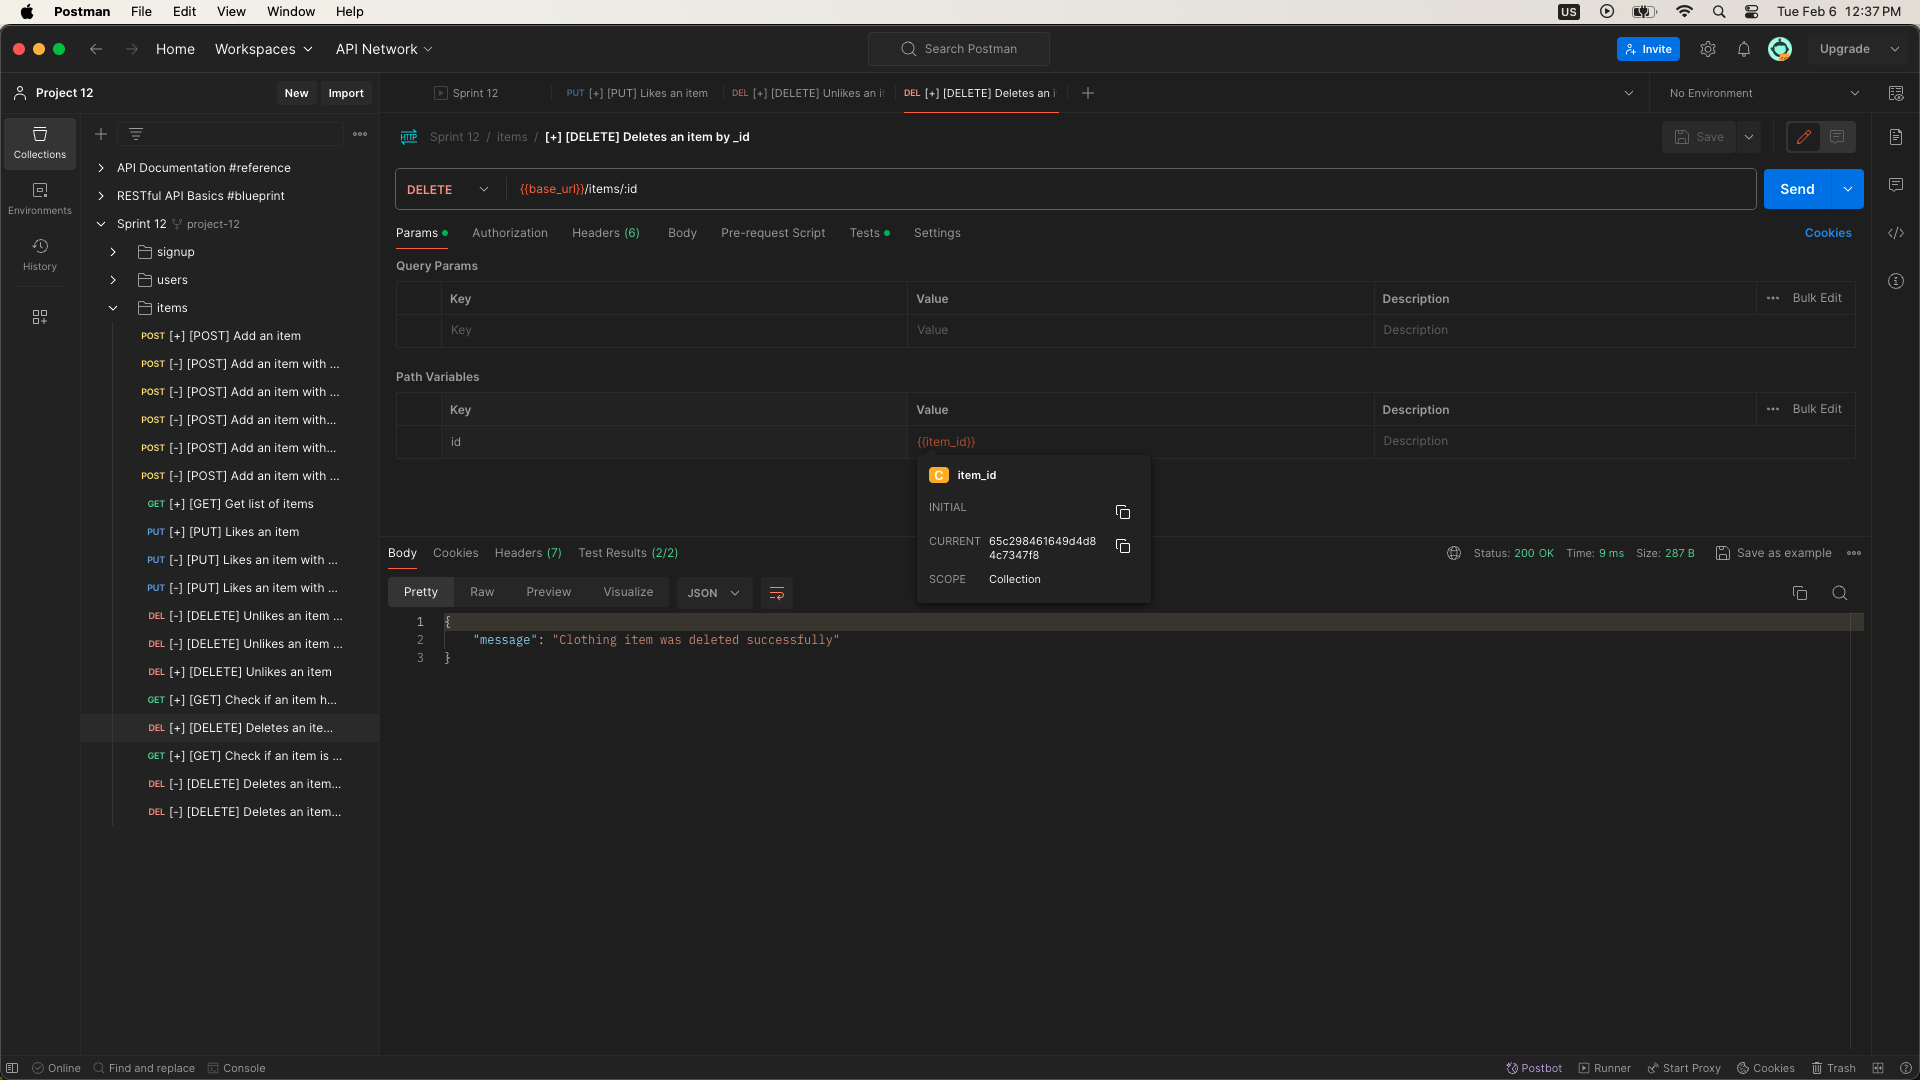 Postman File Edit View Window Help
US Tue Feb 6 12:37 PM
Home Workspaces API Network
Search Postman
Invite Upgrade
Project 12 New Import
Sprint 12
PUT [+] [PUT] Likes an item
DEL [+] [DELETE] Unlikes an it
DEL [+] [DELETE] Deletes an i
No Environment
Collections
Environments
History
API Documentation #reference
RESTful API Basics #blueprint
Sprint 12 project-12
signup
users
items
POST [+] [POST] Add an item
POST [-] [POST] Add an item with ...
POST [-] [POST] Add an item with ...
POST [-] [POST] Add an item with...
POST [-] [POST] Add an item with...
POST [-] [POST] Add an item with ...
GET [+] [GET] Get list of items
PUT [+] [PUT] Likes an item
PUT [-] [PUT] Likes an item with ...
PUT [-] [PUT] Likes an item with ...
DEL [-] [DELETE] Unlikes an item ...
DEL [-] [DELETE] Unlikes an item ...
DEL [+] [DELETE] Unlikes an item
GET [+] [GET] Check if an item h...
DEL [+] [DELETE] Deletes an ite...
GET [+] [GET] Check if an item is ...
DEL [-] [DELETE] Deletes an item...
DEL [-] [DELETE] Deletes an item...
HTTP Sprint 12 / items / [+] [DELETE] Deletes an item by _id
Save
DELETE {{base_url}}/items/:id
Send
Params Authorization Headers (6) Body Pre-request Script Tests Settings Cookies
Query Params
Key Value Description Bulk Edit
Key Value Description
Path Variables
Key Value Description Bulk Edit
id {{item_id}} Description
C item_id
INITIAL
CURRENT 65c298461649d4d8
4c7347f8
SCOPE Collection
Body Cookies Headers (7) Test Results (2/2)
Status: 200 OK Time: 9 ms Size: 287 B Save as example
Pretty Raw Preview Visualize JSON
1 {
2 "message": "Clothing item was deleted successfully"
3 }
Online Find and replace Console
Postbot Runner Start Proxy Cookies Trash